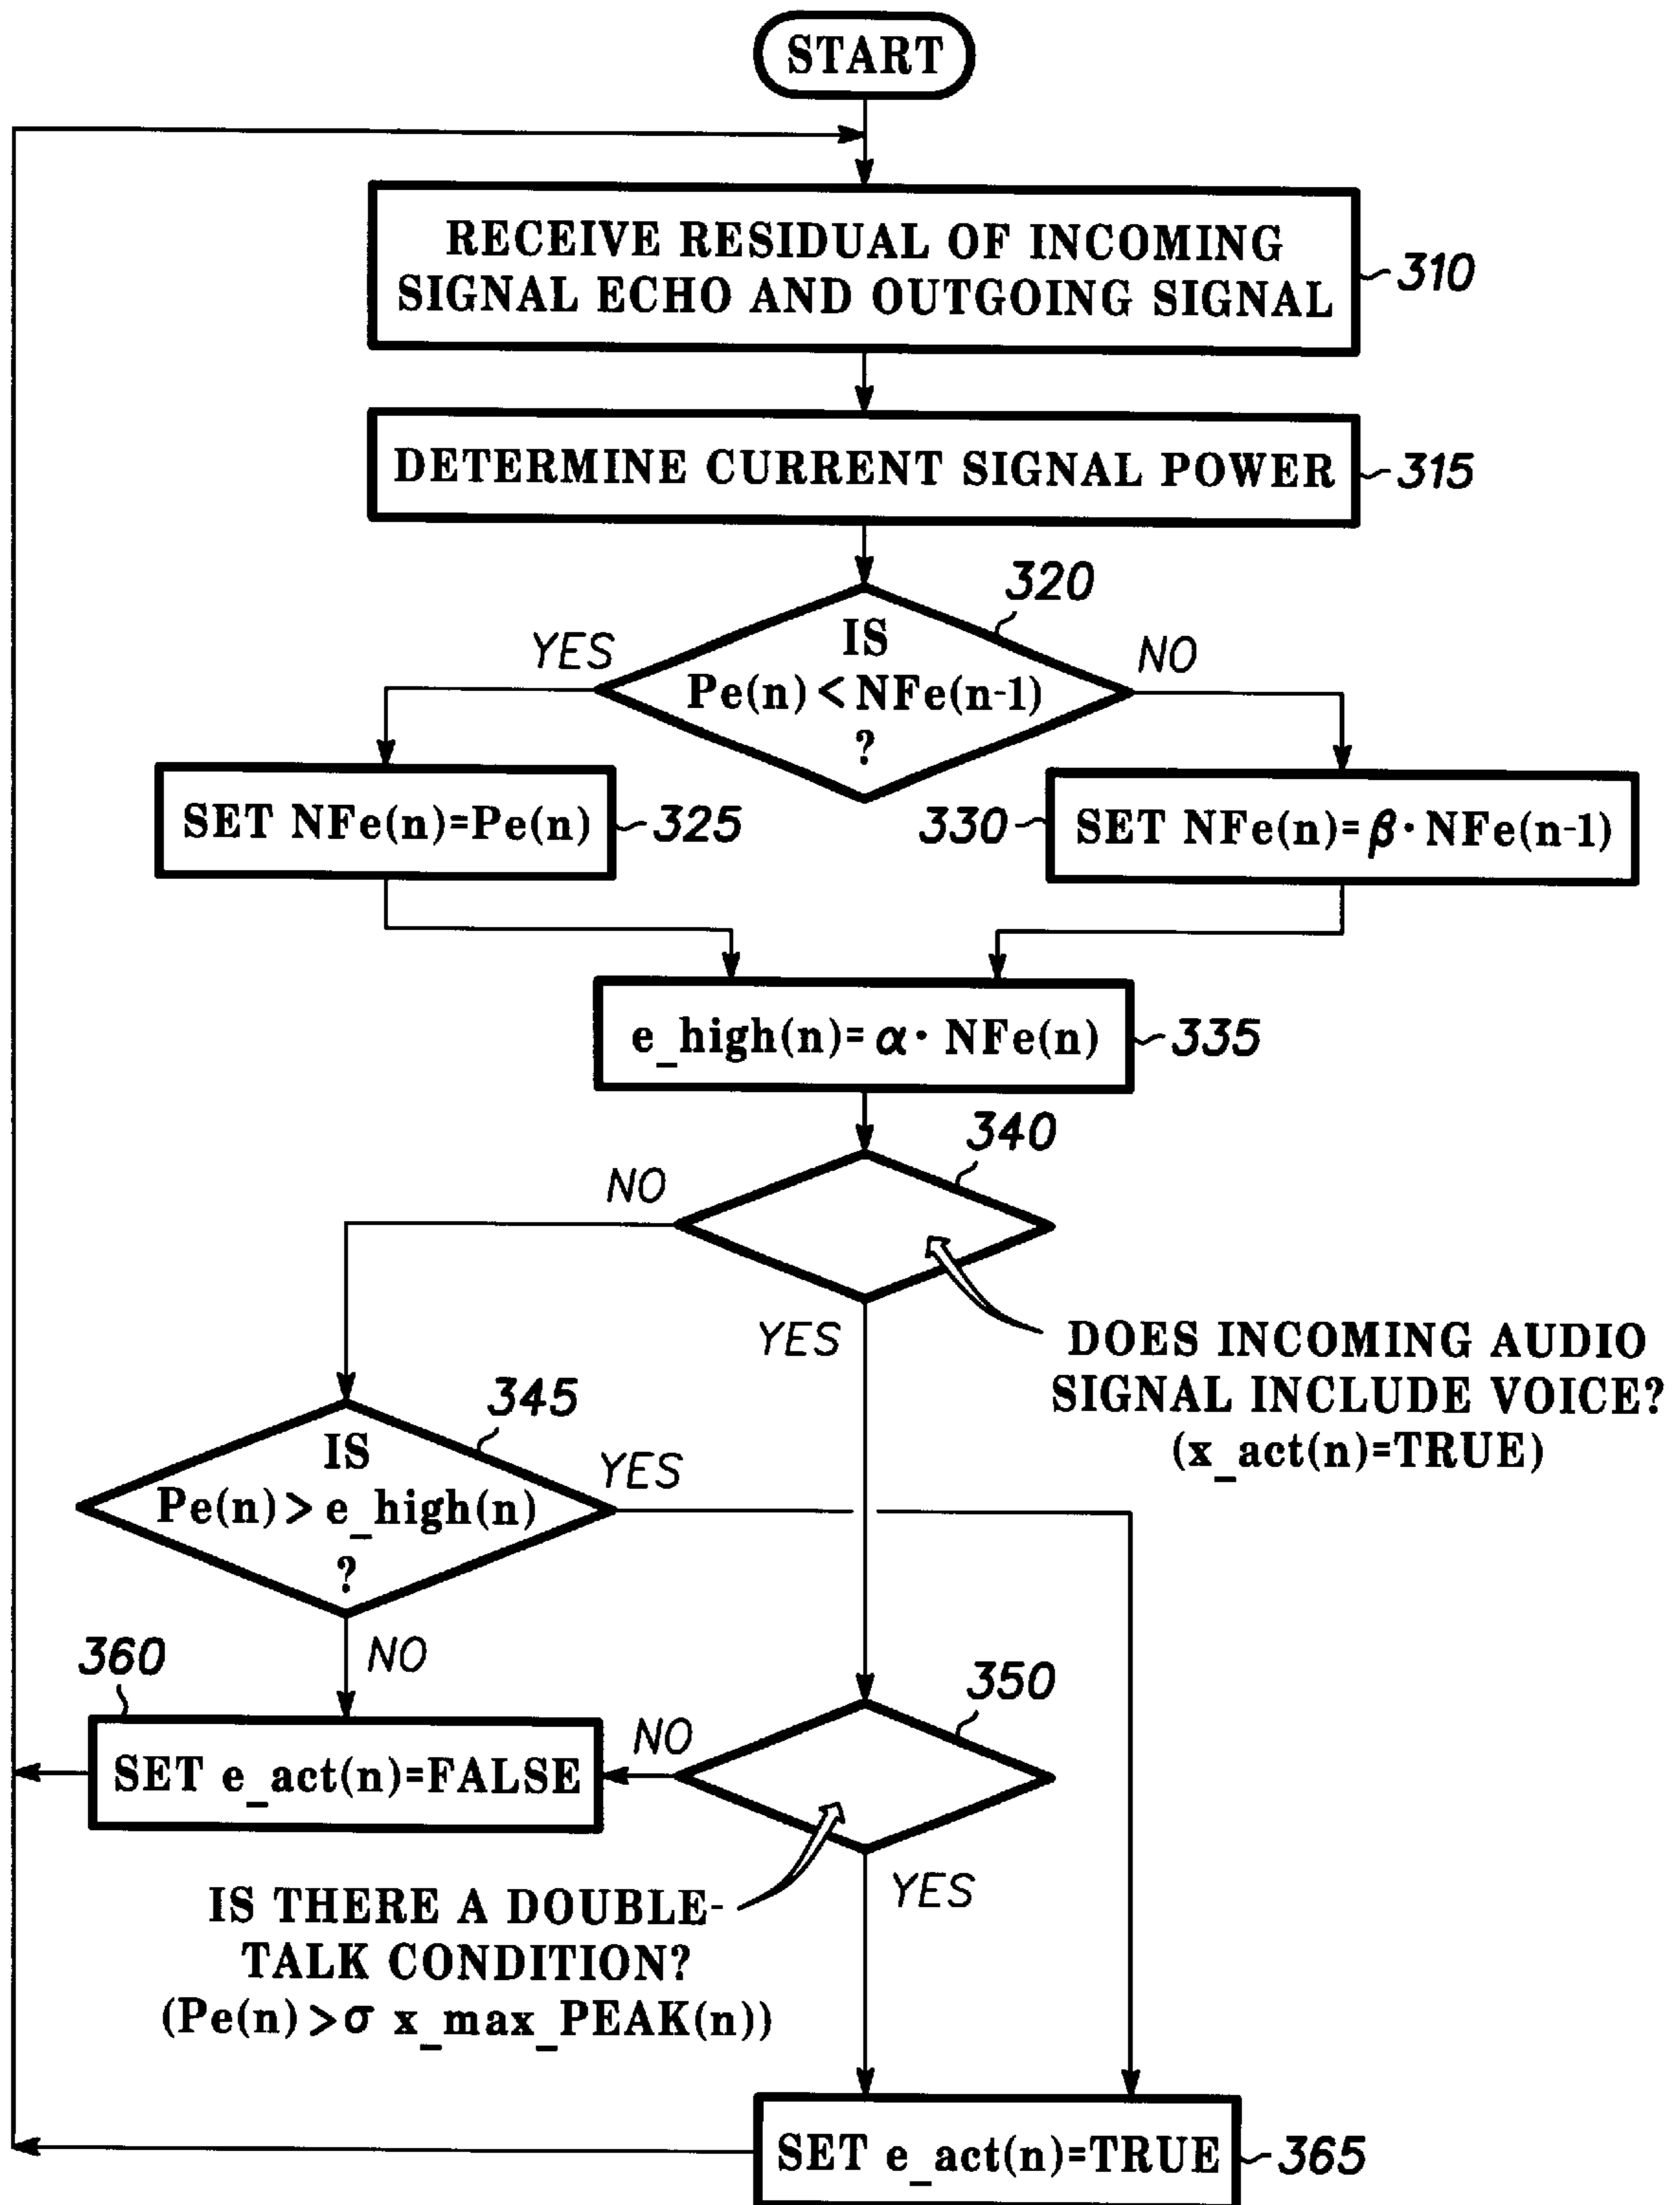 START
RECEIVE RESIDUAL OF INCOMING
SIGNAL ECHO AND OUTGOING SIGNAL
310
DETERMINE CURRENT SIGNAL POWER
315
320
YES
IS
Pe(n) < NFe(n-1)
?
NO
SET NFe(n)=Pe(n)
325
330
SET NFe(n)=β· NFe(n-1)
e_high(n)=α· NFe(n)
335
340
NO
YES
DOES INCOMING AUDIO
SIGNAL INCLUDE VOICE?
(x_act(n)=TRUE)
345
IS
Pe(n) > e_high(n)
?
YES
NO
360
SET e_act(n)=FALSE
350
NO
YES
IS THERE A DOUBLE-
TALK CONDITION?
(Pe(n)>σ x_max_PEAK(n))
SET e_act(n)=TRUE
365